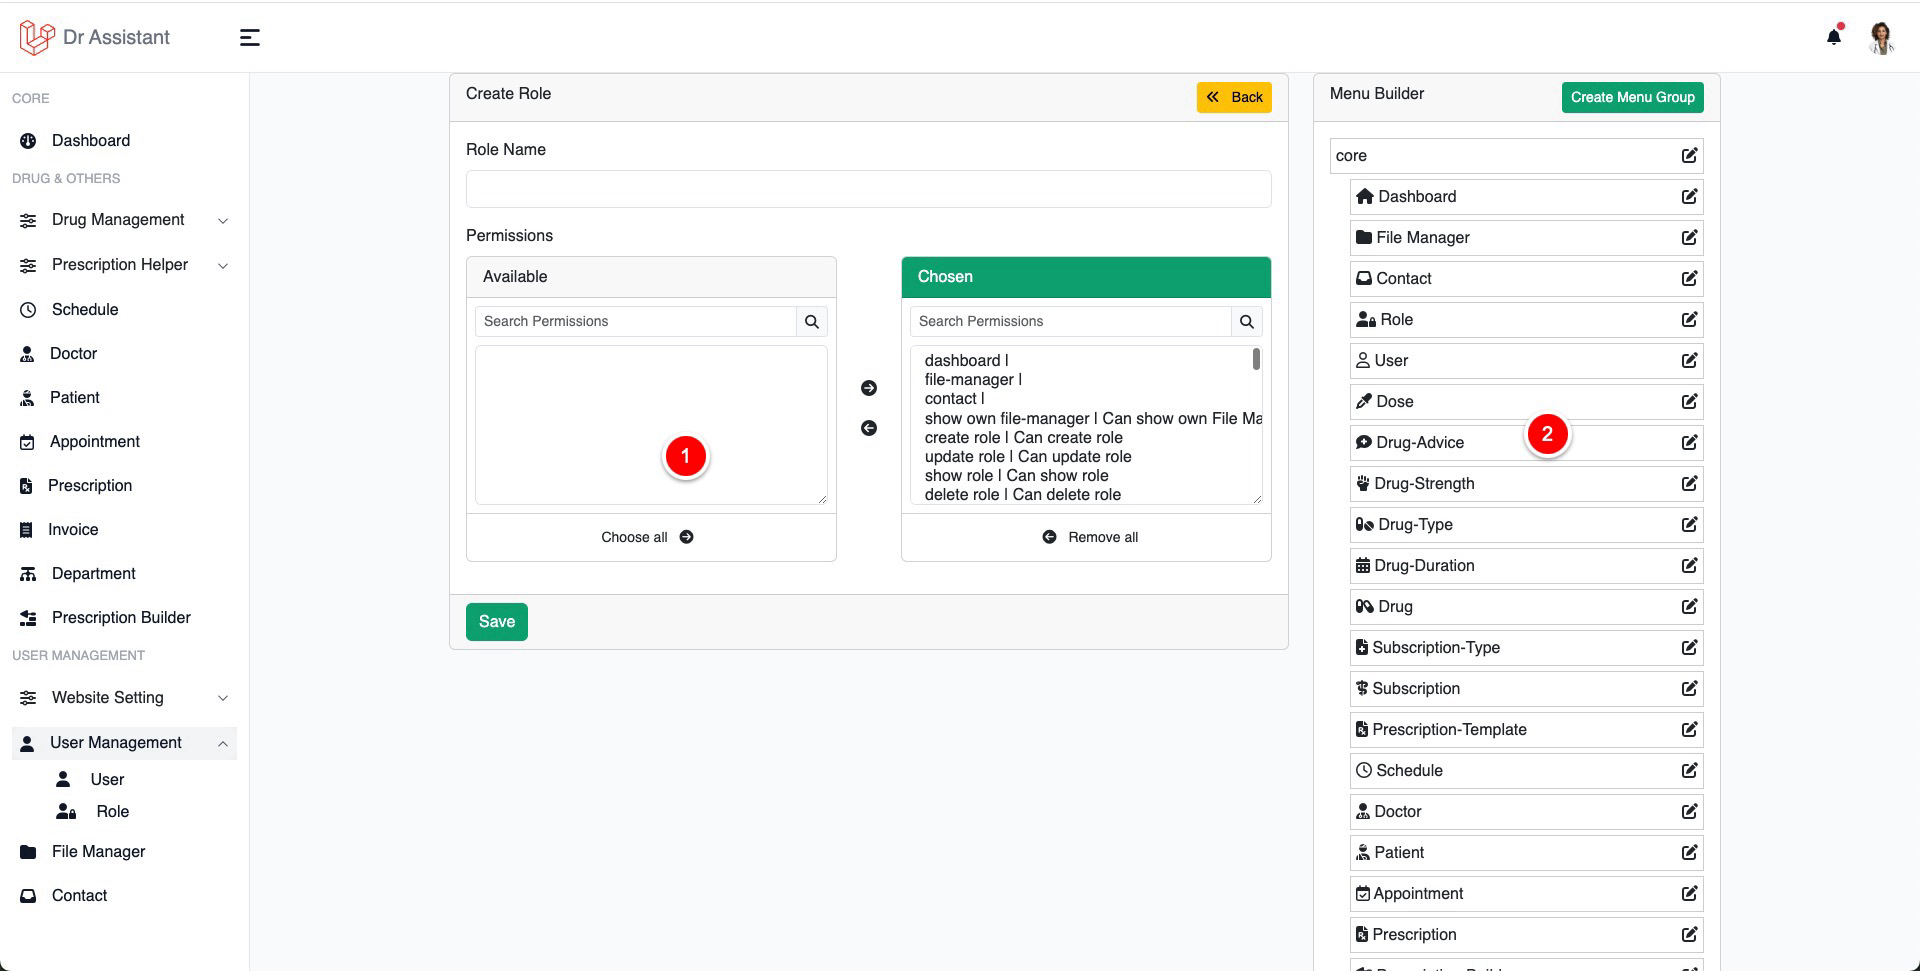 Dr Assistant
CORE
Dashboard
DRUG & OTHERS
Drug Management
Prescription Helper
Schedule
Doctor
Patient
Appointment
Prescription
Invoice
Department
Prescription Builder
USER MANAGEMENT
Website Setting
User Management
User
Role
File Manager
Contact
Create Role
Back
Role Name
Permissions
Available
Search Permissions
1
Choose all
Chosen
Search Permissions
dashboard |
file-manager |
contact |
show own file-manager | Can show own File Ma
create role | Can create role
update role | Can update role
show role | Can show role
delete role | Can delete role
Remove all
Save
Menu Builder
Create Menu Group
core
Dashboard
File Manager
Contact
Role
User
Dose
Drug-Advice
2
Drug-Strength
Drug-Type
Drug-Duration
Drug
Subscription-Type
Subscription
Prescription-Template
Schedule
Doctor
Patient
Appointment
Prescription